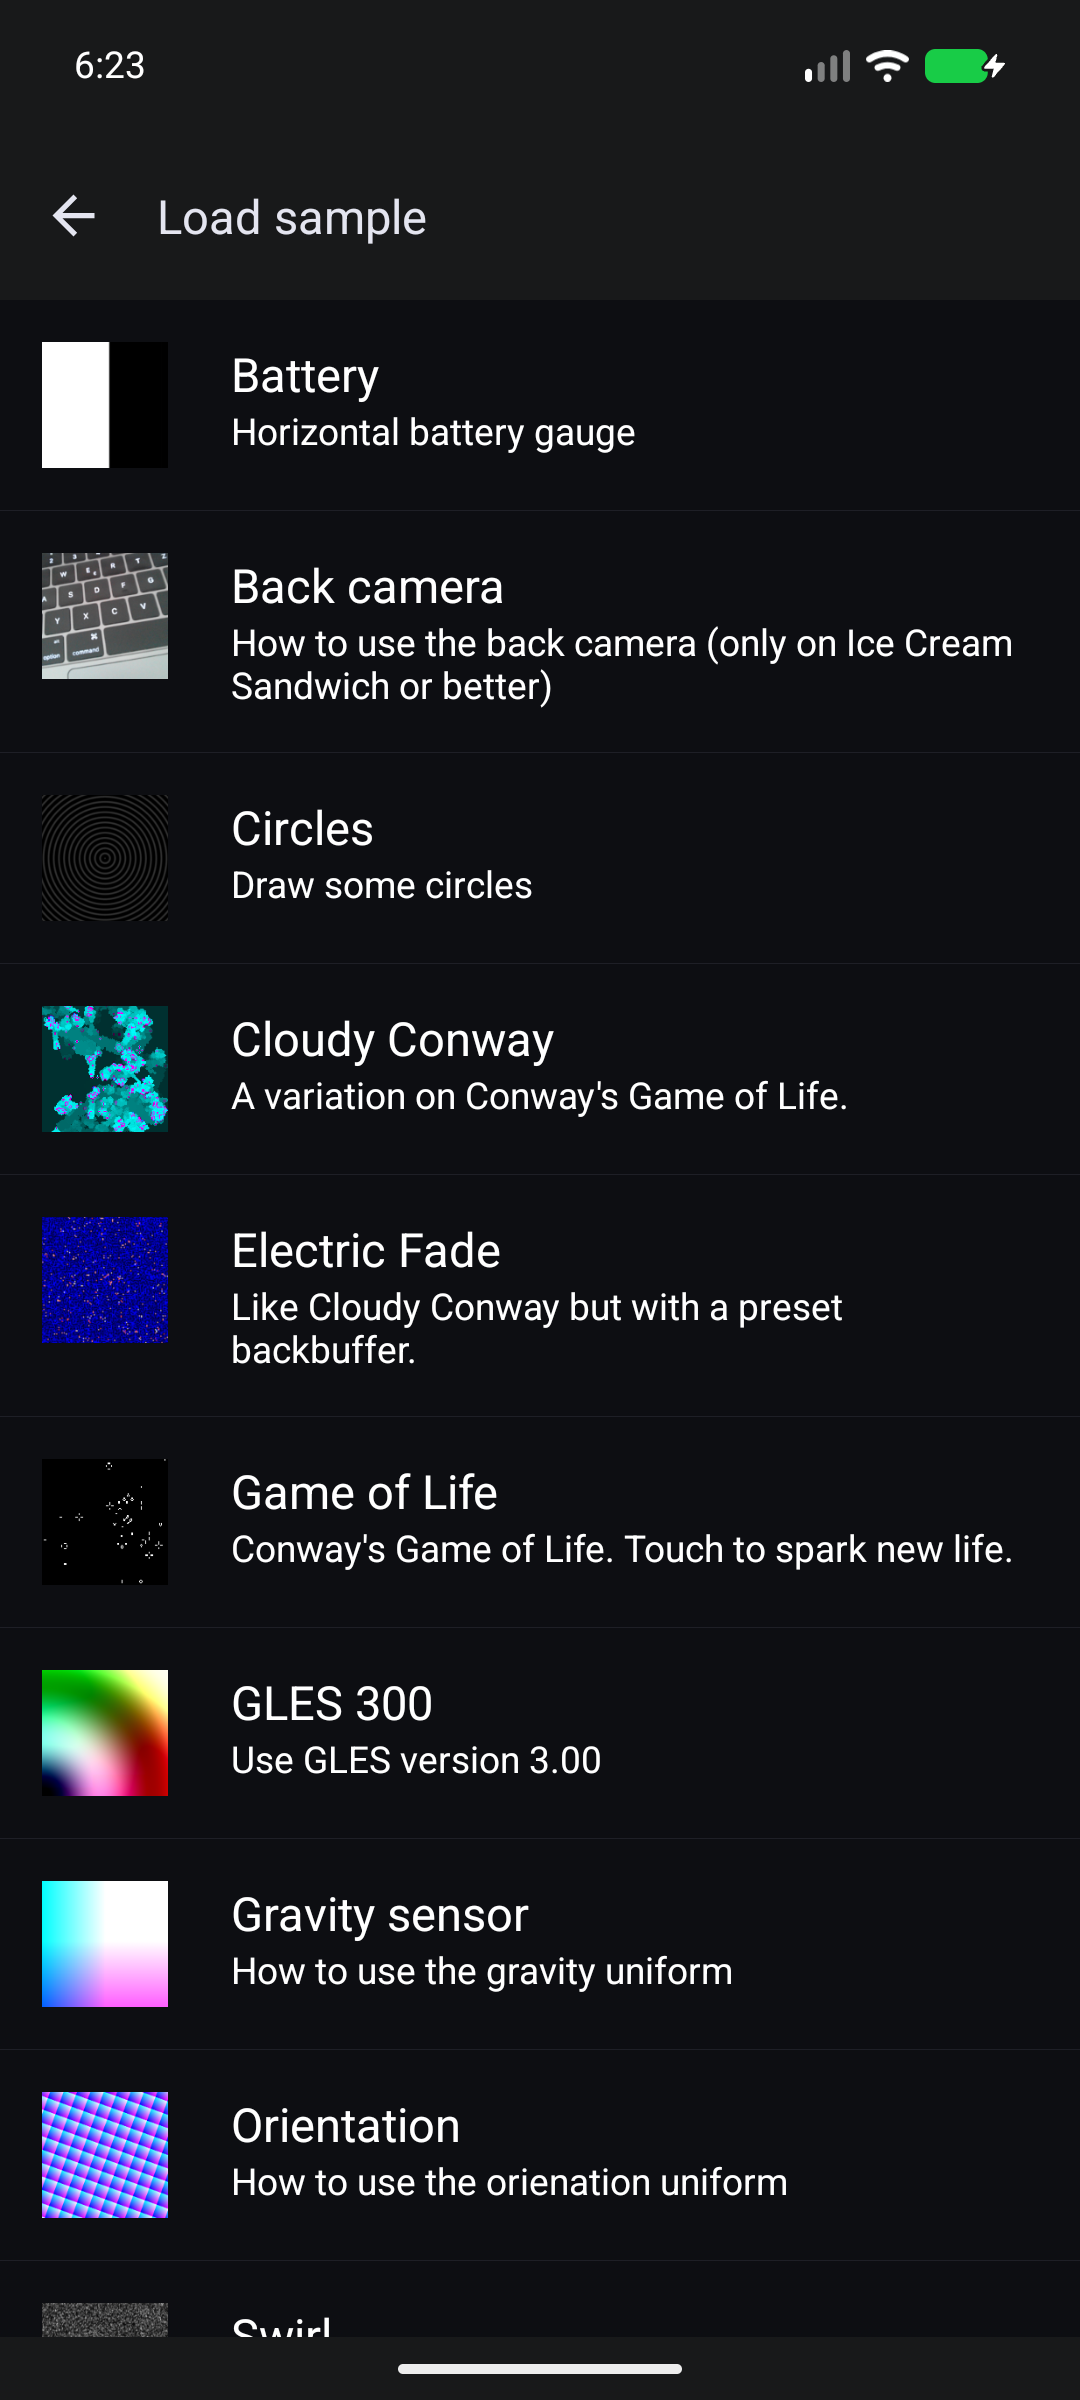 6:23
Load sample
Battery
Horizontal battery gauge
Back camera
How to use the back camera (only on Ice Cream
Sandwich or better)
Circles
Draw some circles
Cloudy Conway
A variation on Conway's Game of Life.
Electric Fade
Like Cloudy Conway but with a preset
backbuffer.
Game of Life
Conway's Game of Life. Touch to spark new life.
GLES 300
Use GLES version 3.00
Gravity sensor
How to use the gravity uniform
Orientation
How to use the orienation uniform
Swirl